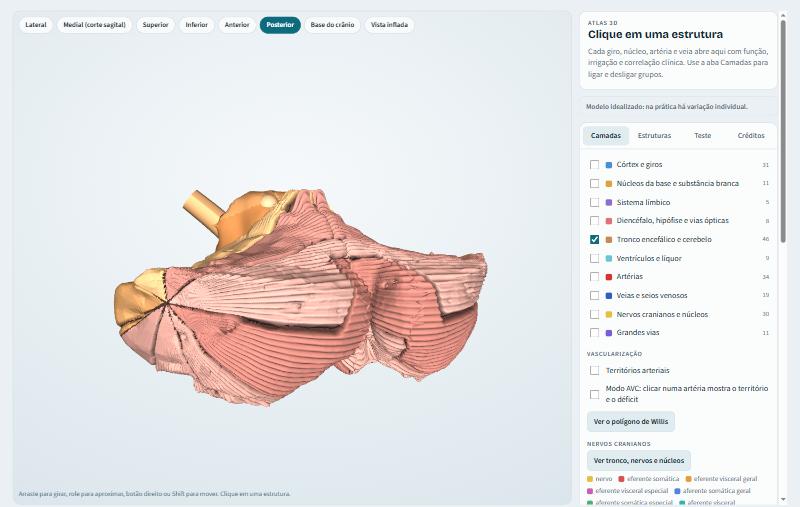 Lateral
Medial (corte sagital)
Superior
Inferior
Anterior
Posterior
Base do crânio
Vista inflada
ATLAS 3D
Clique em uma estrutura
Cada giro, núcleo, artéria e veia abre aqui com função,
irrigação e correlação clínica. Use a aba Camadas para
ligar e desligar grupos.
Modelo idealizado: na prática há variação individual.
Camadas
Estruturas
Teste
Créditos
Córtex e giros 31
Núcleos da base e substância branca 11
Sistema límbico 5
Diencéfalo, hipófise e vias ópticas 8
Tronco encefálico e cerebelo 46
Ventrículos e líquor 9
Artérias 34
Veias e seios venosos 19
Nervos cranianos e núcleos 30
Grandes vias 11
VASCULARIZAÇÃO
Territórios arteriais
Modo AVC: clicar numa artéria mostra o território
e o déficit
Ver o polígono de Willis
NERVOS CRANIANOS
Ver tronco, nervos e núcleos
nervo eferente somática eferente visceral geral
eferente visceral especial aferente somática geral
aferente somática especial aferente visceral
Arraste para girar, role para aproximar, botão direito ou Shift para mover. Clique em uma estrutura.